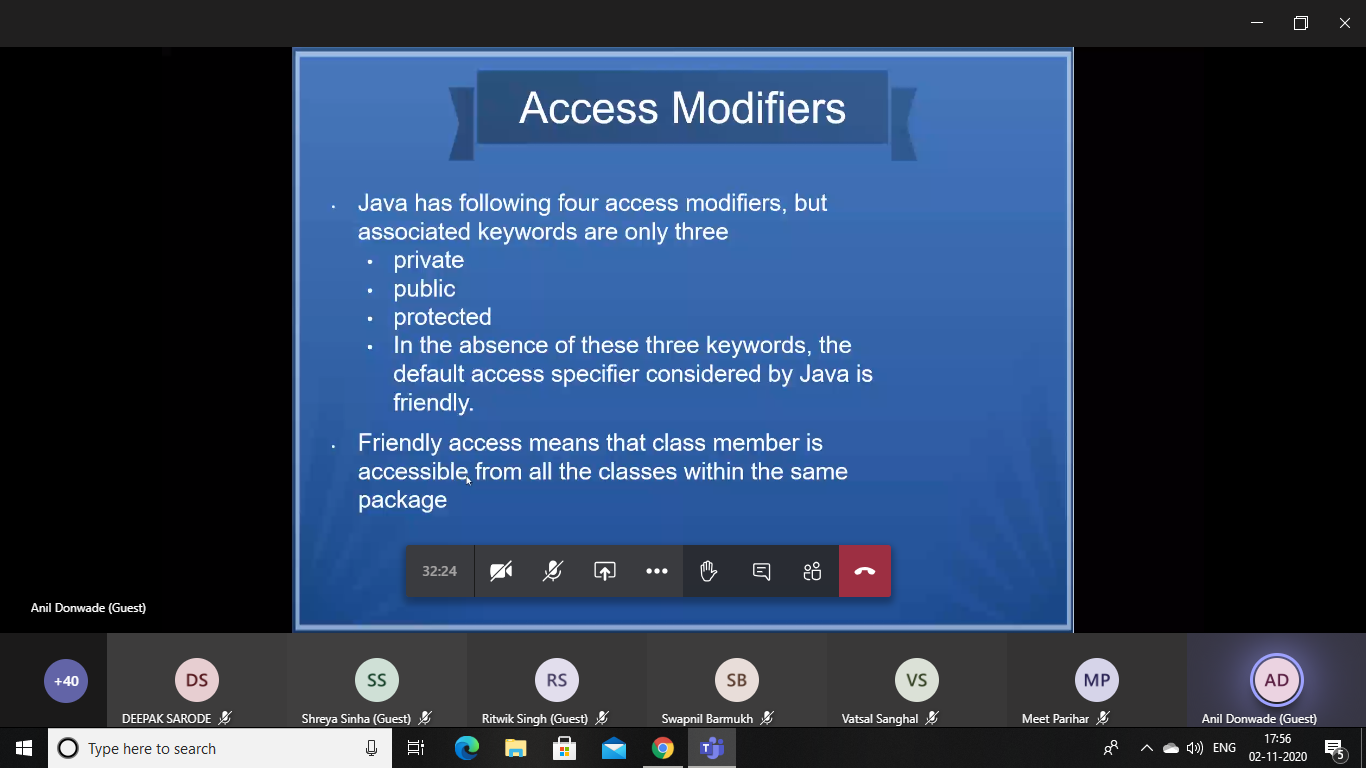 Access Modifiers
• Java has following four access modifiers, but
associated keywords are only three
• private
• public
• protected
• In the absence of these three keywords, the
default access specifier considered by Java is
friendly.
• Friendly access means that class member is
accessible from all the classes within the same
package
32:24
Anil Donwade (Guest)
+40
DS
SS
RS
SB
VS
MP
AD
DEEPAK SARODE
Shreya Sinha (Guest)
Ritwik Singh (Guest)
Swapnil Barmukh
Vatsal Sanghal
Meet Parihar
Anil Donwade (Guest)
Type here to search
ENG
17:56
02-11-2020
5